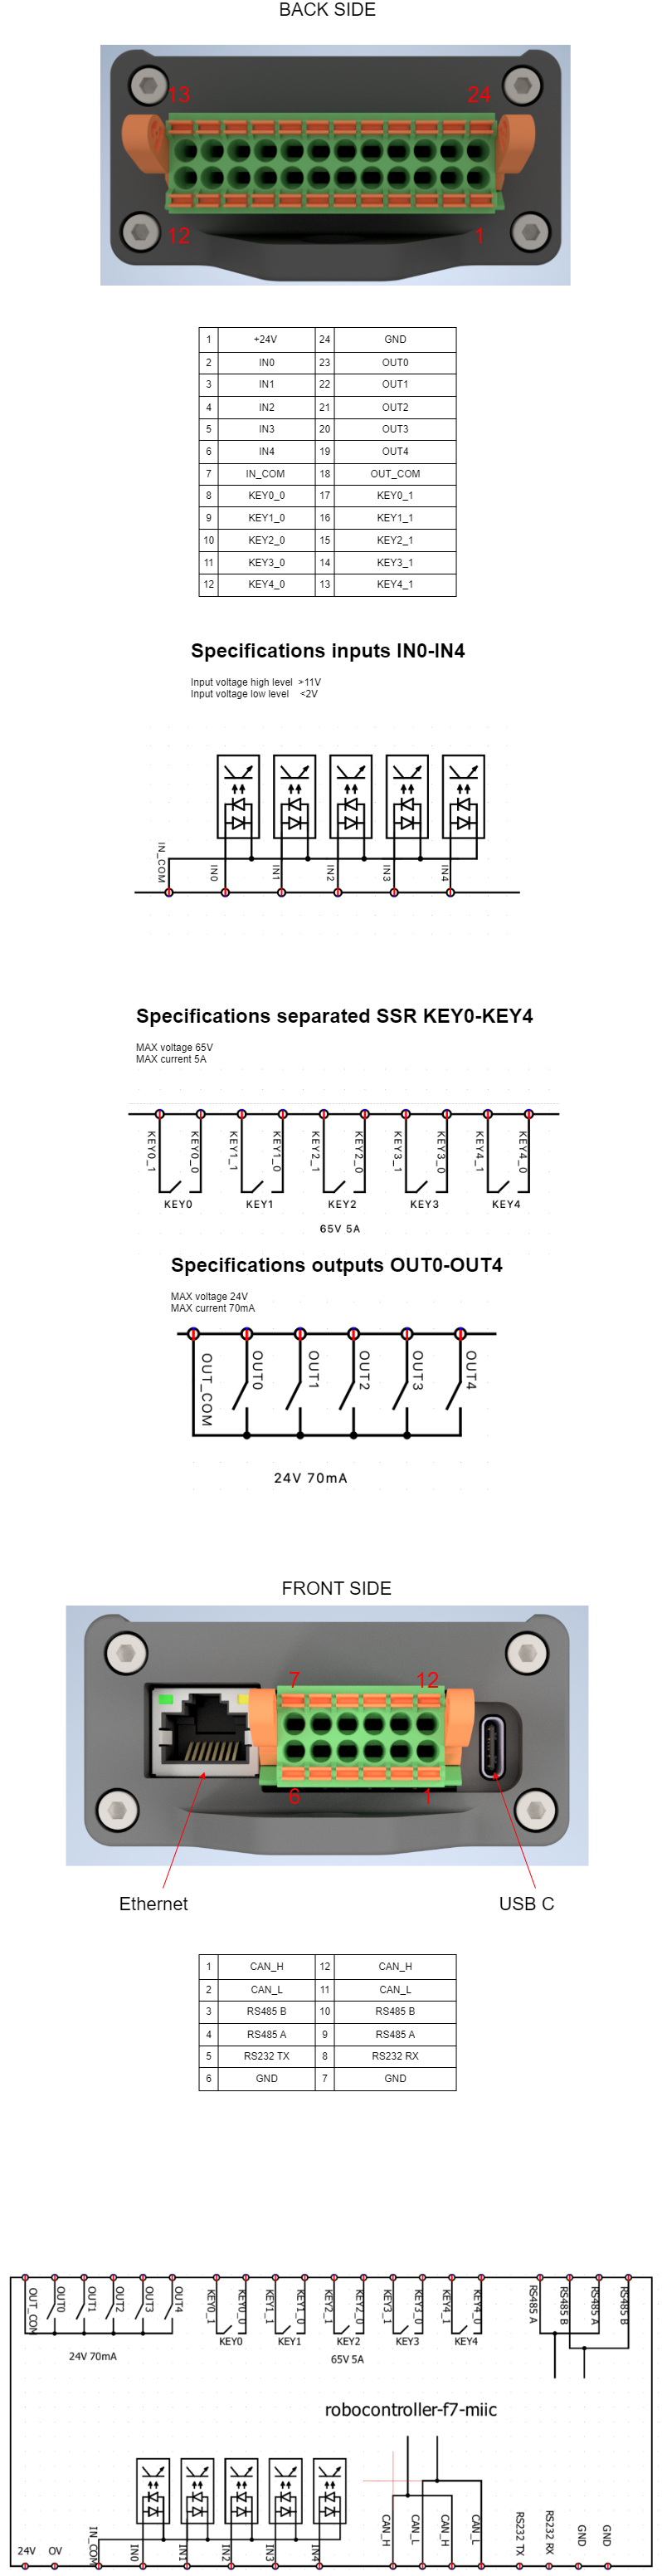 BACK SIDE
13 24
12 1
1 +24V 24 GND
2 IN0 23 OUT0
3 IN1 22 OUT1
4 IN2 21 OUT2
5 IN3 20 OUT3
6 IN4 19 OUT4
7 IN_COM 18 OUT_COM
8 KEY0_0 17 KEY0_1
9 KEY1_0 16 KEY1_1
10 KEY2_0 15 KEY2_1
11 KEY3_0 14 KEY3_1
12 KEY4_0 13 KEY4_1
Specifications inputs IN0-IN4
Input voltage high level >11V
Input voltage low level <2V
IN_COM IN0 IN1 IN2 IN3 IN4
Specifications separated SSR KEY0-KEY4
MAX voltage 65V
MAX current 5A
KEY0_1 KEY0_0 KEY1_1 KEY1_0 KEY2_1 KEY2_0 KEY3_1 KEY3_0 KEY4_1 KEY4_0
KEY0 KEY1 KEY2 KEY3 KEY4
65V 5A
Specifications outputs OUT0-OUT4
MAX voltage 24V
MAX current 70mA
OUT_COM OUT0 OUT1 OUT2 OUT3 OUT4
24V 70mA
FRONT SIDE
7 12
6 1
Ethernet USB C
1 CAN_H 12 CAN_H
2 CAN_L 11 CAN_L
3 RS485 B 10 RS485 B
4 RS485 A 9 RS485 A
5 RS232 TX 8 RS232 RX
6 GND 7 GND
OUT_COM OUT0 OUT1 OUT2 OUT3 OUT4 KEY0_1 KEY0_0 KEY1_1 KEY1_0 KEY2_1 KEY2_0 KEY3_1 KEY3_0 KEY4_1 KEY4_0 RS485 A RS485 B RS485 A RS485 B
KEY0 KEY1 KEY2 KEY3 KEY4
24V 70mA 65V 5A
robocontroller-f7-miic
24V 0V IN_COM IN0 IN1 IN2 IN3 IN4 CAN_H CAN_L CAN_H CAN_L RS232 TX RS232 RX GND GND